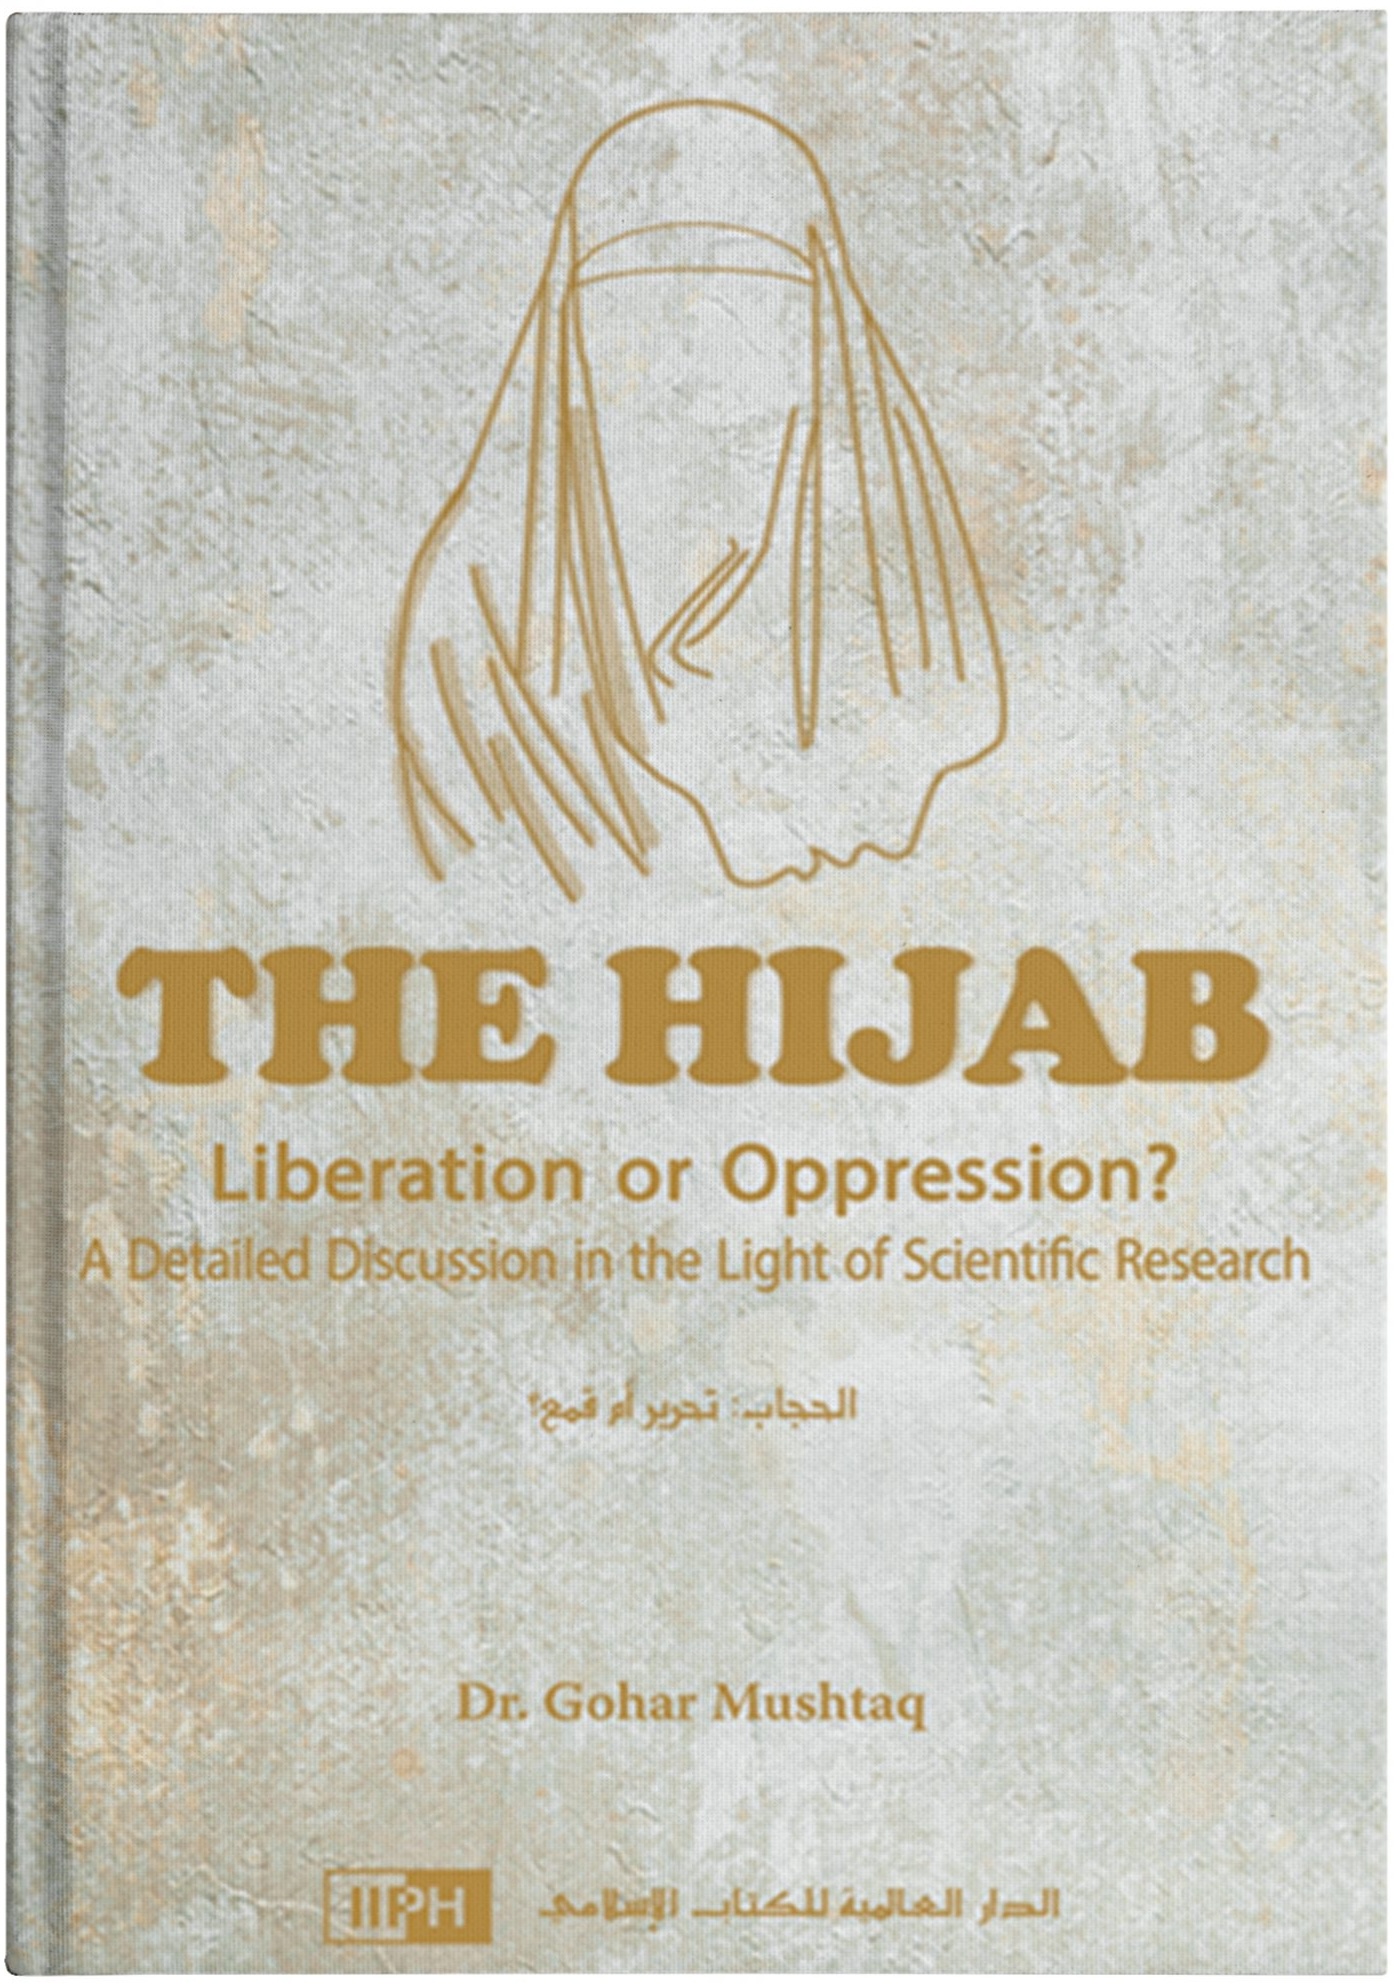 THE HIJAB
Liberation or Oppression?
A Detailed Discussion in the Light of Scientific Research
الحجاب: تحرير أم قمع؟
Dr. Gohar Mushtaq
IIPH الدار العالمية للكتاب الإسلامي